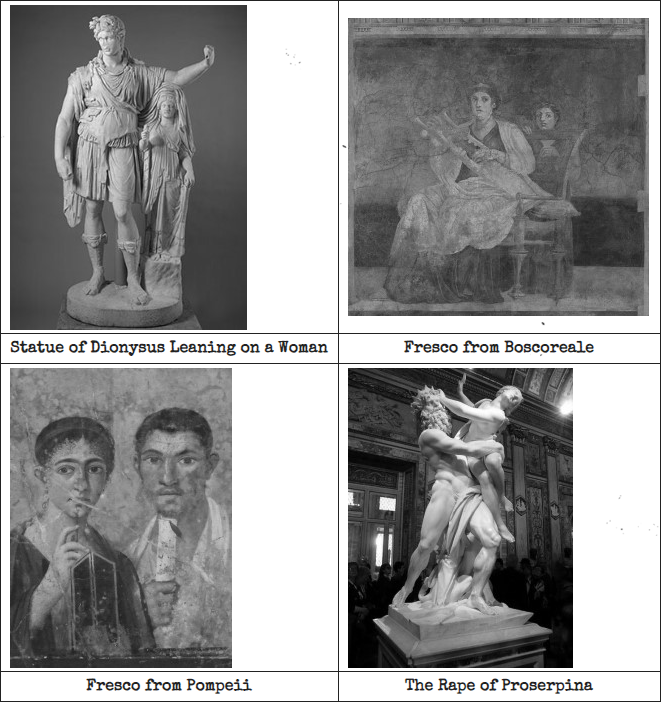 Statue of Dionysus Leaning on a Woman
Fresco from Boscoreale
Fresco from Pompeii
The Rape of Proserpina